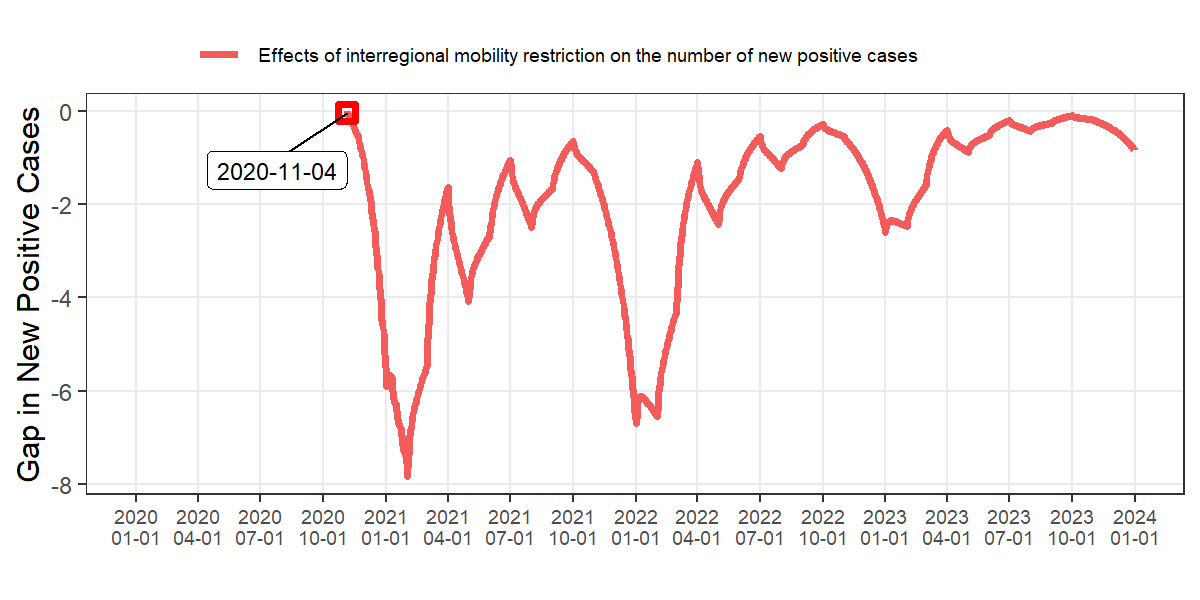 Effects of interregional mobility restriction on the number of new positive cases
Gap in New Positive Cases
0
-2
-4
-6
-8
2020-11-04
2020 2020 2020 2020 2021 2021 2021 2021 2022 2022 2022 2022 2023 2023 2023 2023 2024
01-01 04-01 07-01 10-01 01-01 04-01 07-01 10-01 01-01 04-01 07-01 10-01 01-01 04-01 07-01 10-01 01-01